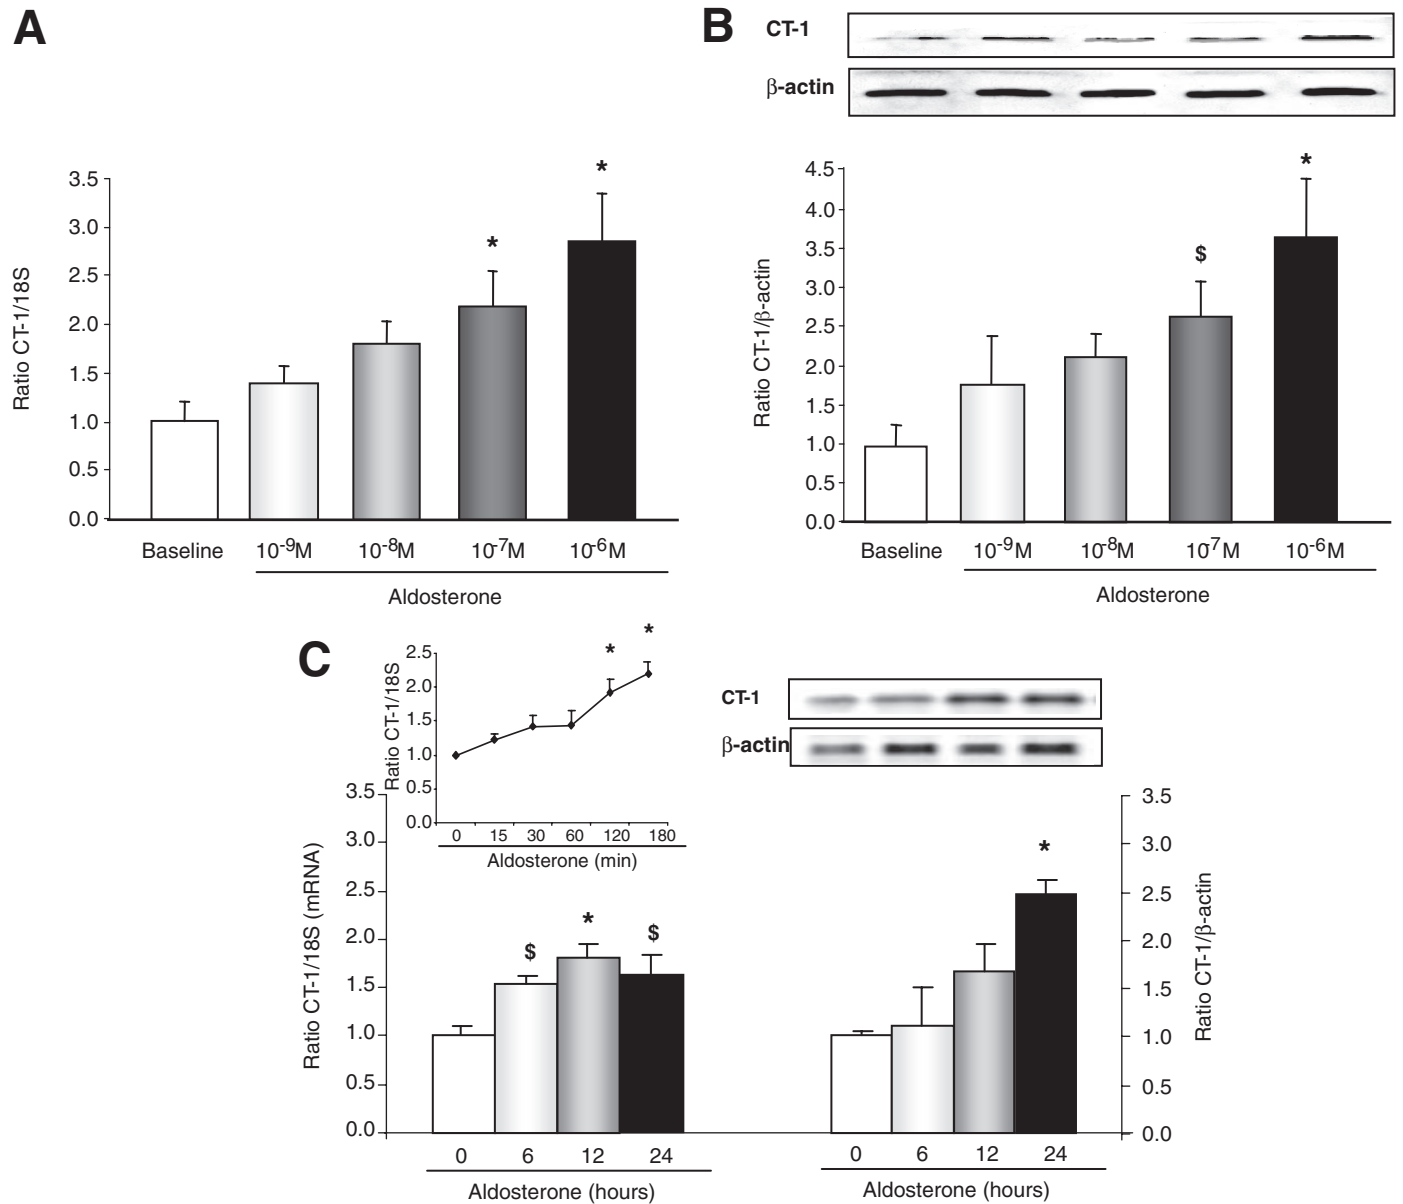 A
*
3.5
3.0
*
2.5
2.0
1.5
1.0
0.5
0.0
Ratio CT-1/18S
Baseline
10-9M
10-8M
10-7M
10-6M
Aldosterone
B
CT-1
β-actin
*
4.5
4.0
3.5
$
3.0
2.5
2.0
1.5
1.0
0.5
0.0
Ratio CT-1/β-actin
Baseline
10-9M
10-8M
10-7M
10-6M
Aldosterone
C
* *
2.5
2.0
1.5
1.0
0.5
0.0
Ratio CT-1/18S
0 15 30 60 120 180
Aldosterone (min)
3.5
3.0
2.5
2.0
1.5
1.0
0.5
0.0
Ratio CT-1/18S (mRNA)
$ * $
0 6 12 24
Aldosterone (hours)
CT-1
β-actin
*
3.5
3.0
2.5
2.0
1.5
1.0
0.5
0.0
Ratio CT-1/β-actin
0 6 12 24
Aldosterone (hours)